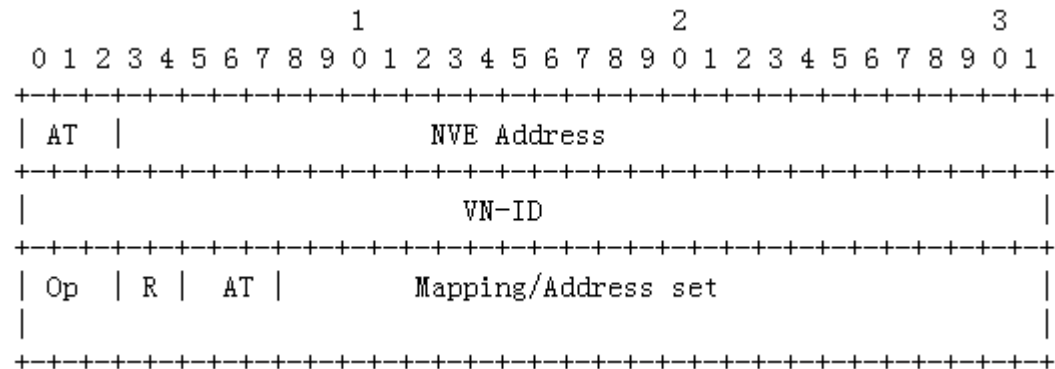 1                   2                   3
 0 1 2 3 4 5 6 7 8 9 0 1 2 3 4 5 6 7 8 9 0 1 2 3 4 5 6 7 8 9 0 1
+-+-+-+-+-+-+-+-+-+-+-+-+-+-+-+-+-+-+-+-+-+-+-+-+-+-+-+-+-+-+-+-+
| AT  |                   NVE Address                           |
+-+-+-+-+-+-+-+-+-+-+-+-+-+-+-+-+-+-+-+-+-+-+-+-+-+-+-+-+-+-+-+-+
|                           VN-ID                               |
+-+-+-+-+-+-+-+-+-+-+-+-+-+-+-+-+-+-+-+-+-+-+-+-+-+-+-+-+-+-+-+-+
| Op  | R |  AT |        Mapping/Address set                    |
|                                                               |
+-+-+-+-+-+-+-+-+-+-+-+-+-+-+-+-+-+-+-+-+-+-+-+-+-+-+-+-+-+-+-+-+